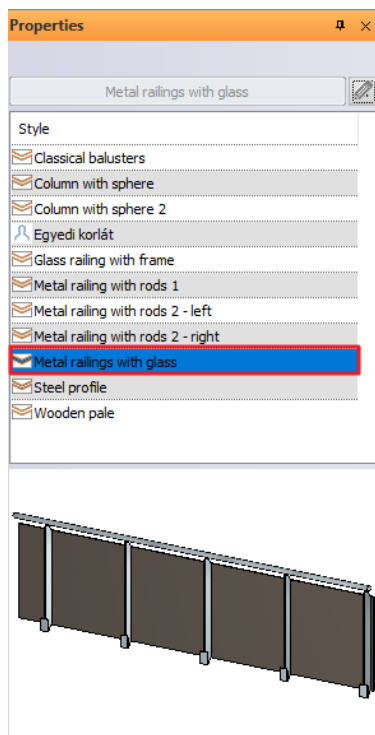 Properties
Metal railings with glass
Style
Classical balusters
Column with sphere
Column with sphere 2
Egyedi korlát
Glass railing with frame
Metal railing with rods 1
Metal railing with rods 2 - left
Metal railing with rods 2 - right
Metal railings with glass
Steel profile
Wooden pale